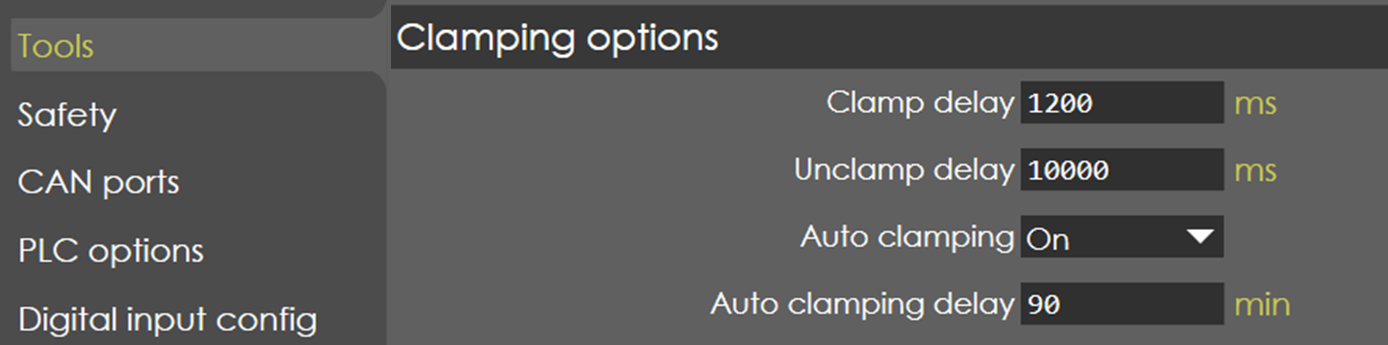 Tools
Safety
CAN ports
PLC options
Digital input config
Clamping options
Clamp delay 1200 ms
Unclamp delay 10000 ms
Auto clamping On
Auto clamping delay 90 min